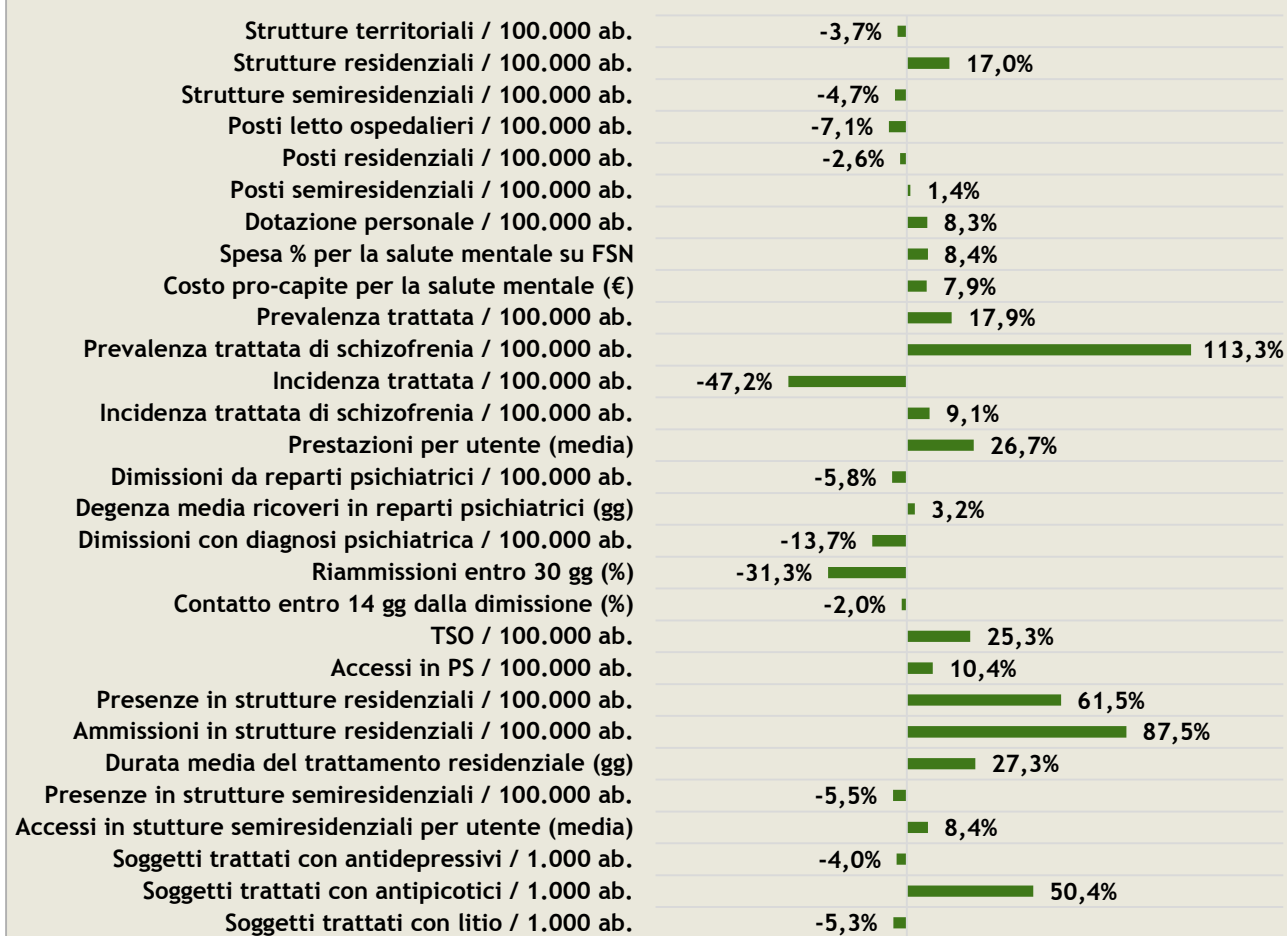 Strutture territoriali / 100.000 ab. -3,7%
Strutture residenziali / 100.000 ab. 17,0%
Strutture semiresidenziali / 100.000 ab. -4,7%
Posti letto ospedalieri / 100.000 ab. -7,1%
Posti residenziali / 100.000 ab. -2,6%
Posti semiresidenziali / 100.000 ab. 1,4%
Dotazione personale / 100.000 ab. 8,3%
Spesa % per la salute mentale su FSN 8,4%
Costo pro-capite per la salute mentale (€) 7,9%
Prevalenza trattata / 100.000 ab. 17,9%
Prevalenza trattata di schizofrenia / 100.000 ab. 113,3%
Incidenza trattata / 100.000 ab. -47,2%
Incidenza trattata di schizofrenia / 100.000 ab. 9,1%
Prestazioni per utente (media) 26,7%
Dimissioni da reparti psichiatrici / 100.000 ab. -5,8%
Degenza media ricoveri in reparti psichiatrici (gg) 3,2%
Dimissioni con diagnosi psichiatrica / 100.000 ab. -13,7%
Riammissioni entro 30 gg (%) -31,3%
Contatto entro 14 gg dalla dimissione (%) -2,0%
TSO / 100.000 ab. 25,3%
Accessi in PS / 100.000 ab. 10,4%
Presenze in strutture residenziali / 100.000 ab. 61,5%
Ammissioni in strutture residenziali / 100.000 ab. 87,5%
Durata media del trattamento residenziale (gg) 27,3%
Presenze in strutture semiresidenziali / 100.000 ab. -5,5%
Accessi in stutture semiresidenziali per utente (media) 8,4%
Soggetti trattati con antidepressivi / 1.000 ab. -4,0%
Soggetti trattati con antipicotici / 1.000 ab. 50,4%
Soggetti trattati con litio / 1.000 ab. -5,3%